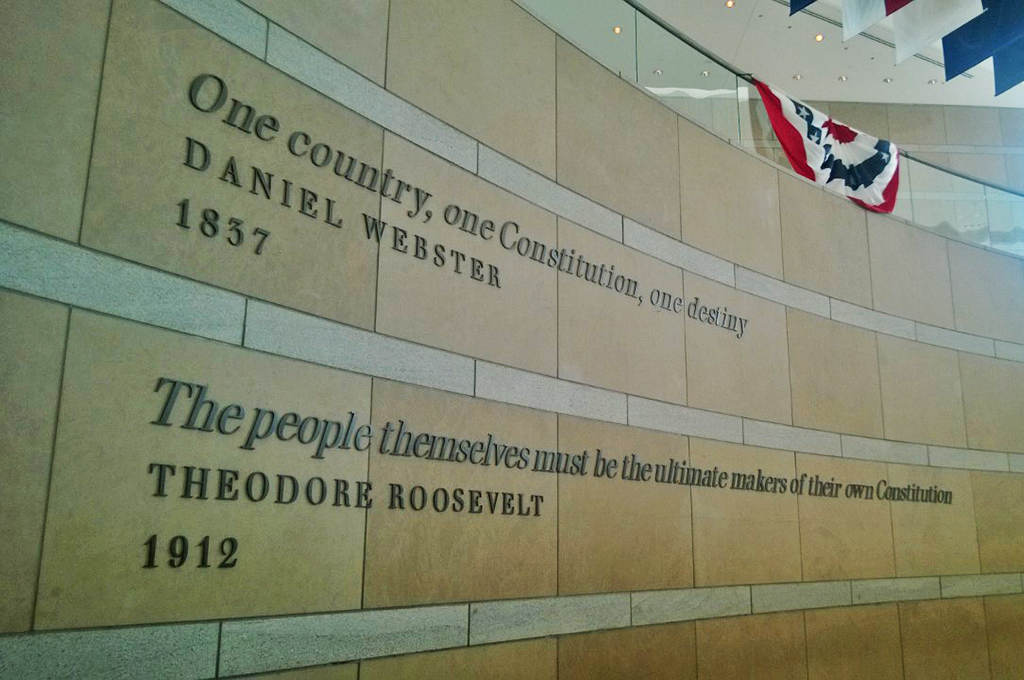 One country, one Constitution, one destiny
DANIEL WEBSTER
1837
The people themselves must be the ultimate makers of their own Constitution
THEODORE ROOSEVELT
1912